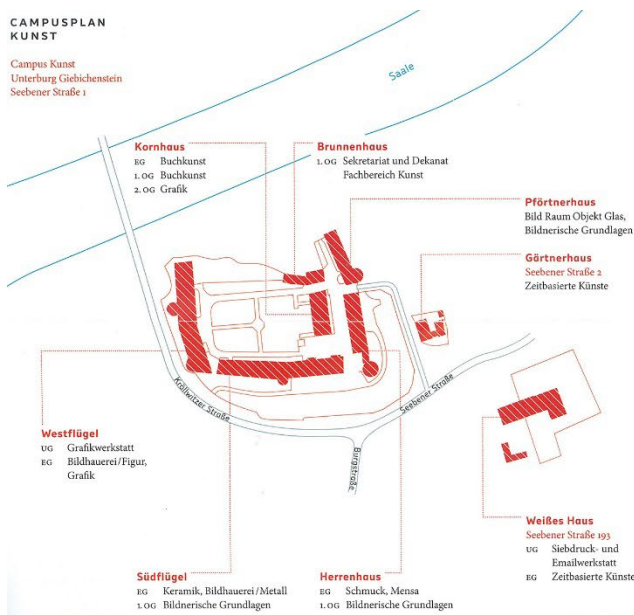 CAMPUSPLAN
KUNST
Campus Kunst
Unterburg Giebichenstein
Seebener Straße 1
Saale
Kornhaus
EG Buchkunst
1. OG Buchkunst
2. OG Grafik
Brunnenhaus
1. OG Sekretariat und Dekanat
Fachbereich Kunst
Pförtnerhaus
Bild Raum Objekt Glas,
Bildnerische Grundlagen
Gärtnerhaus
Seebener Straße 2
Zeitbasierte Künste
Kröllwitzer Straße
Seebener Straße
Burgstraße
Westflügel
UG Grafikwerkstatt
EG Bildhauerei/Figur,
Grafik
Weißes Haus
Seebener Straße 193
UG Siebdruck- und
Emailwerkstatt
EG Zeitbasierte Künste
Südflügel
EG Keramik, Bildhauerei/Metall
1. OG Bildnerische Grundlagen
Herrenhaus
EG Schmuck, Mensa
1. OG Bildnerische Grundlagen